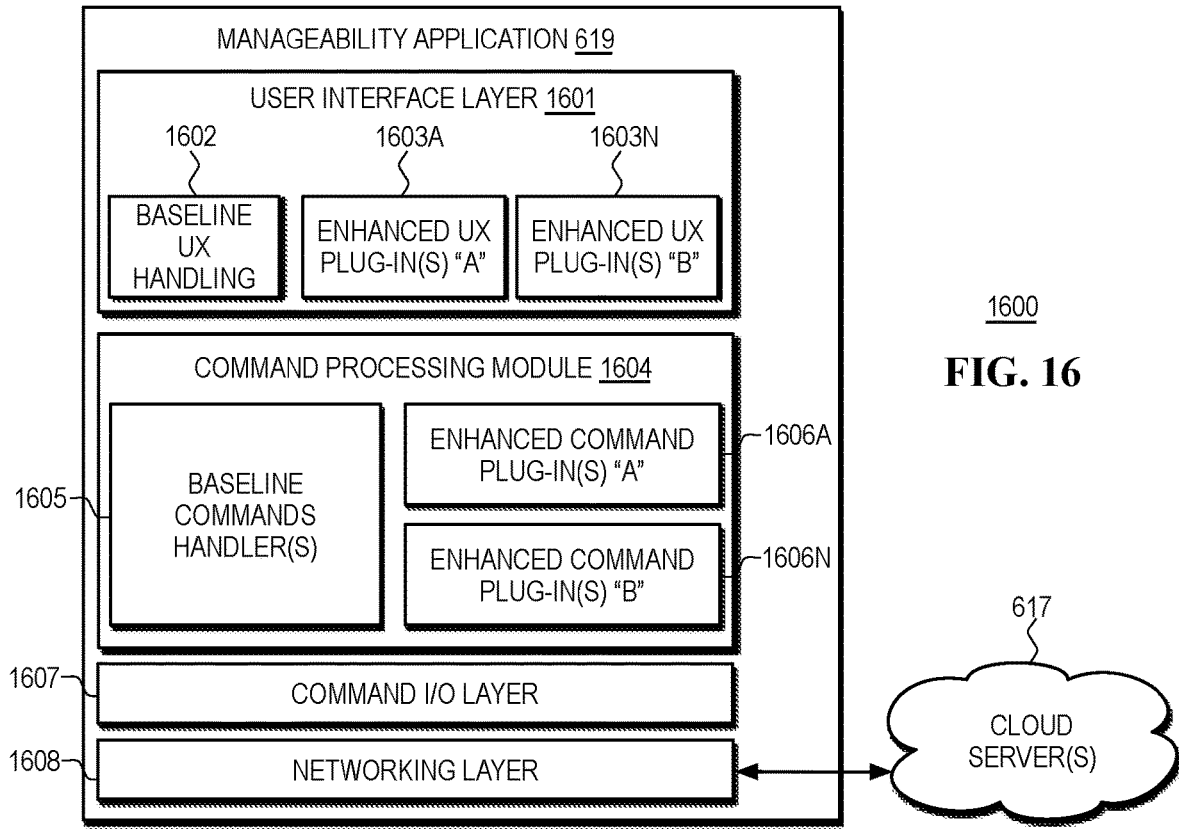 MANAGEABILITY APPLICATION 619
USER INTERFACE LAYER 1601
1602
1603A
1603N
BASELINE
UX
HANDLING
ENHANCED UX
PLUG-IN(S) “A”
ENHANCED UX
PLUG-IN(S) “B”
1600
FIG. 16
COMMAND PROCESSING MODULE 1604
1605
BASELINE
COMMANDS
HANDLER(S)
ENHANCED COMMAND
PLUG-IN(S) “A”
1606A
ENHANCED COMMAND
PLUG-IN(S) “B”
1606N
1607
COMMAND I/O LAYER
1608
NETWORKING LAYER
617
CLOUD
SERVER(S)